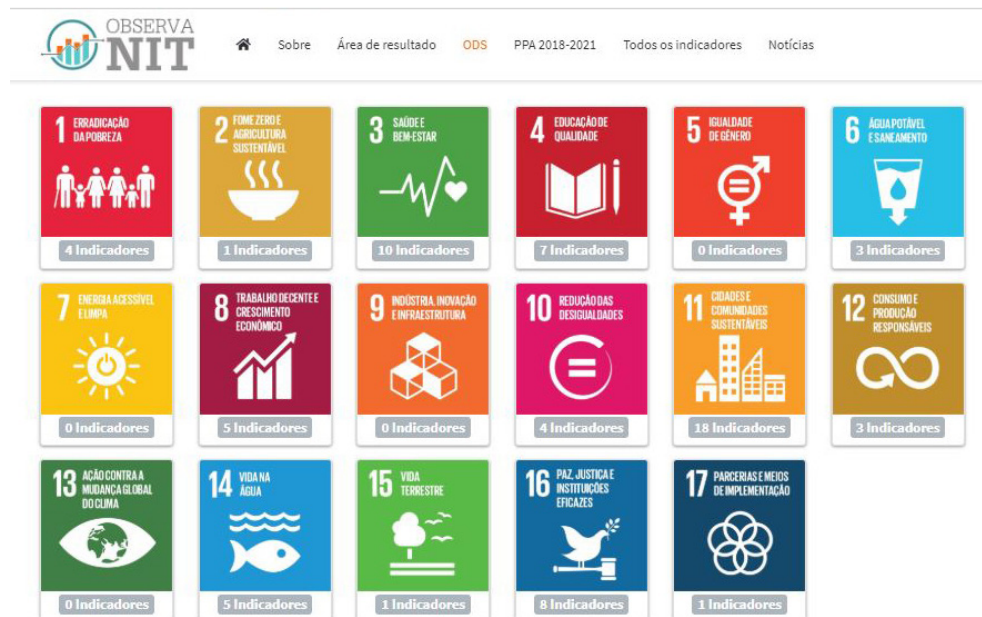 OBSERVA
NIT
Sobre Área de resultado ODS PPA 2018-2021 Todos os indicadores Notícias
1 ERRADICAÇÃO
DA POBREZA
4 Indicadores
2 FOME ZERO E
AGRICULTURA
SUSTENTÁVEL
1 Indicadores
3 SAÚDE E
BEM-ESTAR
10 Indicadores
4 EDUCAÇÃO DE
QUALIDADE
7 Indicadores
5 IGUALDADE
DE GÊNERO
0 Indicadores
6 ÁGUA POTÁVEL
E SANEAMENTO
3 Indicadores
7 ENERGIA ACESSÍVEL
E LIMPA
0 Indicadores
8 TRABALHO DECENTE E
CRESCIMENTO
ECONÔMICO
5 Indicadores
9 INDÚSTRIA, INOVAÇÃO
E INFRAESTRUTURA
0 Indicadores
10 REDUÇÃO DAS
DESIGUALDADES
4 Indicadores
11 CIDADES E
COMUNIDADES
SUSTENTÁVEIS
18 Indicadores
12 CONSUMO E
PRODUÇÃO
RESPONSÁVEIS
3 Indicadores
13 AÇÃO CONTRA A
MUDANÇA GLOBAL
DO CLIMA
0 Indicadores
14 VIDA NA
ÁGUA
5 Indicadores
15 VIDA
TERRESTRE
1 Indicadores
16 PAZ, JUSTIÇA E
INSTITUIÇÕES
EFICAZES
8 Indicadores
17 PARCERIAS E MEIOS
DE IMPLEMENTAÇÃO
1 Indicadores